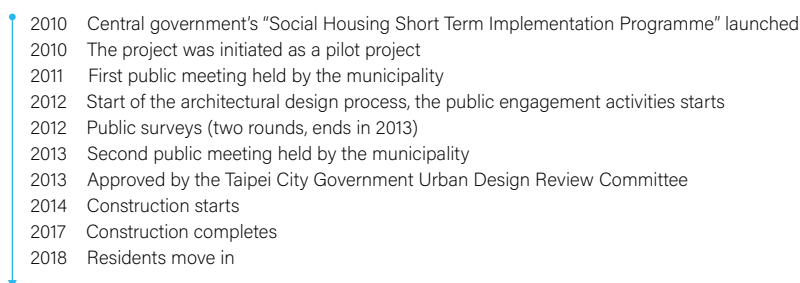 2010 Central government's "Social Housing Short Term Implementation Programme" launched
2010 The project was initiated as a pilot project
2011 First public meeting held by the municipality
2012 Start of the architectural design process, the public engagement activities starts
2012 Public surveys (two rounds, ends in 2013)
2013 Second public meeting held by the municipality
2013 Approved by the Taipei City Government Urban Design Review Committee
2014 Construction starts
2017 Construction completes
2018 Residents move in